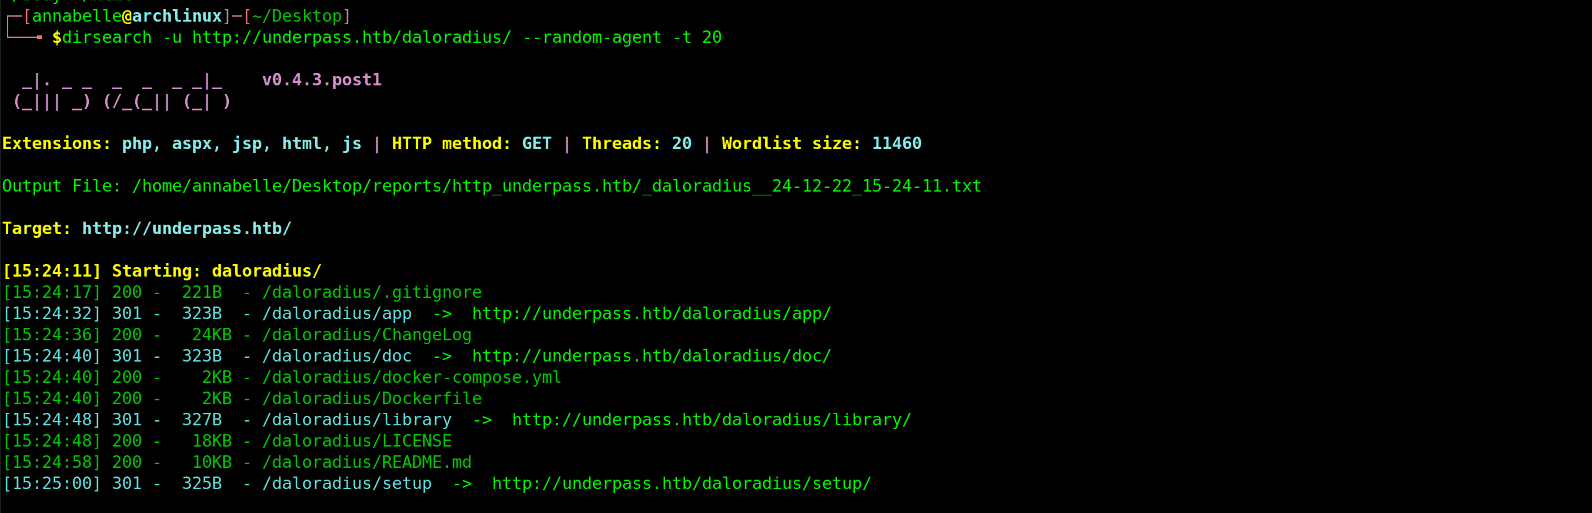 ┌─[annabelle@archlinux]─[~/Desktop]
└──╼ $dirsearch -u http://underpass.htb/daloradius/ --random-agent -t 20
  _|. _ _  _  _  _ _|_    v0.4.3.post1
 (_||| _) (/_(_|| (_| )
Extensions: php, aspx, jsp, html, js | HTTP method: GET | Threads: 20 | Wordlist size: 11460
Output File: /home/annabelle/Desktop/reports/http_underpass.htb/_daloradius__24-12-22_15-24-11.txt
Target: http://underpass.htb/
[15:24:11] Starting: daloradius/
[15:24:17] 200 -  221B  - /daloradius/.gitignore
[15:24:32] 301 -  323B  - /daloradius/app  ->  http://underpass.htb/daloradius/app/
[15:24:36] 200 -   24KB - /daloradius/ChangeLog
[15:24:40] 301 -  323B  - /daloradius/doc  ->  http://underpass.htb/daloradius/doc/
[15:24:40] 200 -    2KB - /daloradius/docker-compose.yml
[15:24:40] 200 -    2KB - /daloradius/Dockerfile
[15:24:48] 301 -  327B  - /daloradius/library  ->  http://underpass.htb/daloradius/library/
[15:24:48] 200 -   18KB - /daloradius/LICENSE
[15:24:58] 200 -   10KB - /daloradius/README.md
[15:25:00] 301 -  325B  - /daloradius/setup  ->  http://underpass.htb/daloradius/setup/